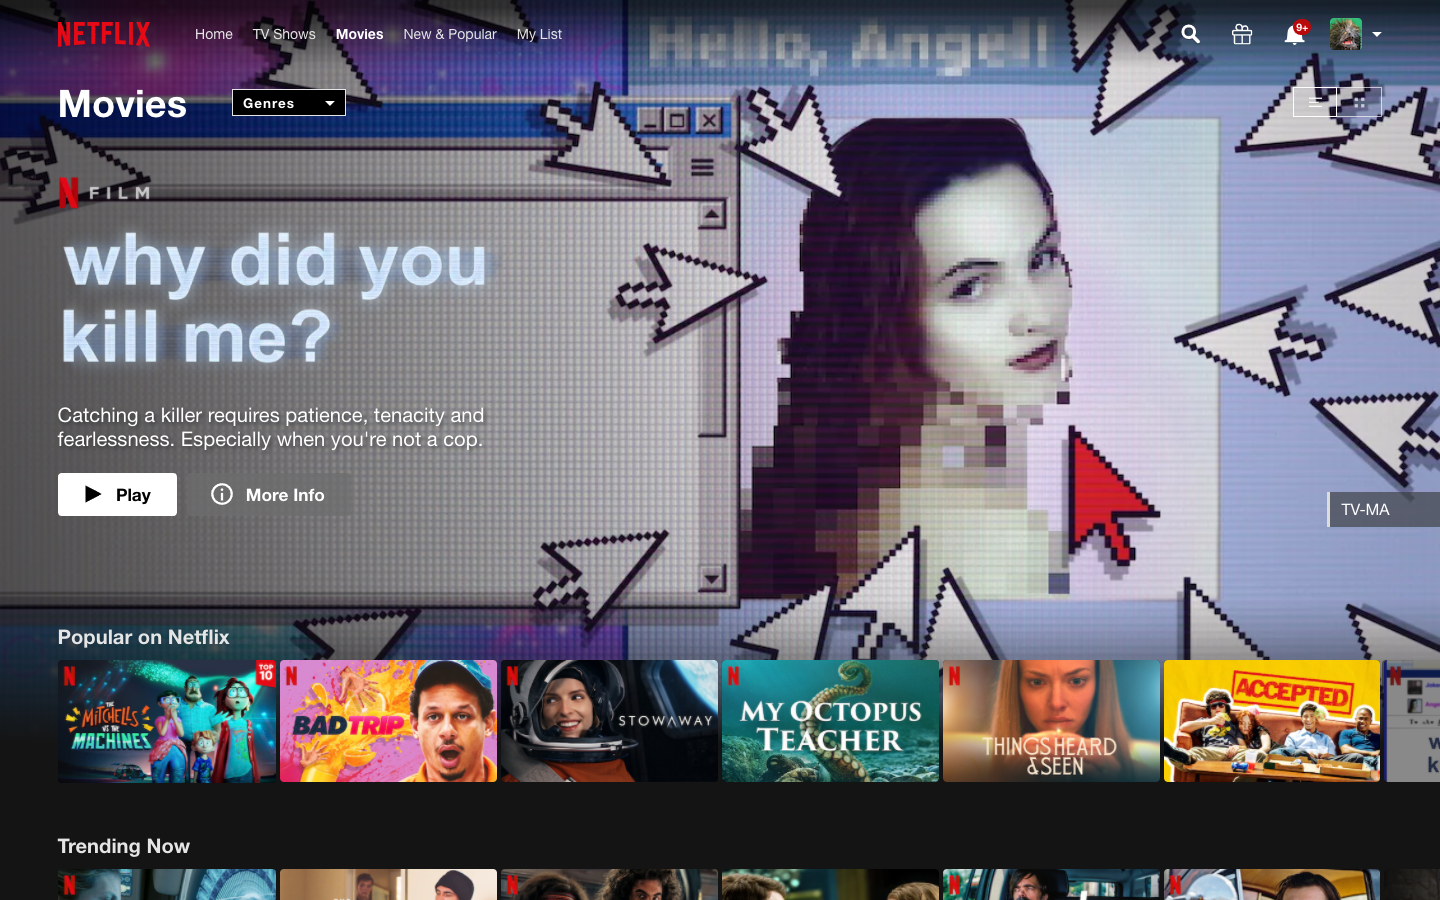 NETFLIX
Home
TV Shows
Movies
New & Popular
My List
Hello, Angel!
9+
Movies
Genres
N FILM
why did you
kill me?
Catching a killer requires patience, tenacity and
fearlessness. Especially when you're not a cop.
Play
More Info
TV-MA
Popular on Netflix
N
THE
MITCHELLS
VS THE
MACHINES
TOP
10
N
BAD TRIP
N
STOWAWAY
N
MY OCTOPUS
TEACHER
N
THINGS HEARD
& SEEN
ACCEPTED
N
Trending Now
N
N
N
N